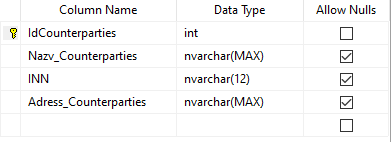 Column Name Data Type Allow Nulls
IdCounterparties int
Nazv_Counterparties nvarchar(MAX)
INN nvarchar(12)
Adress_Counterparties nvarchar(MAX)